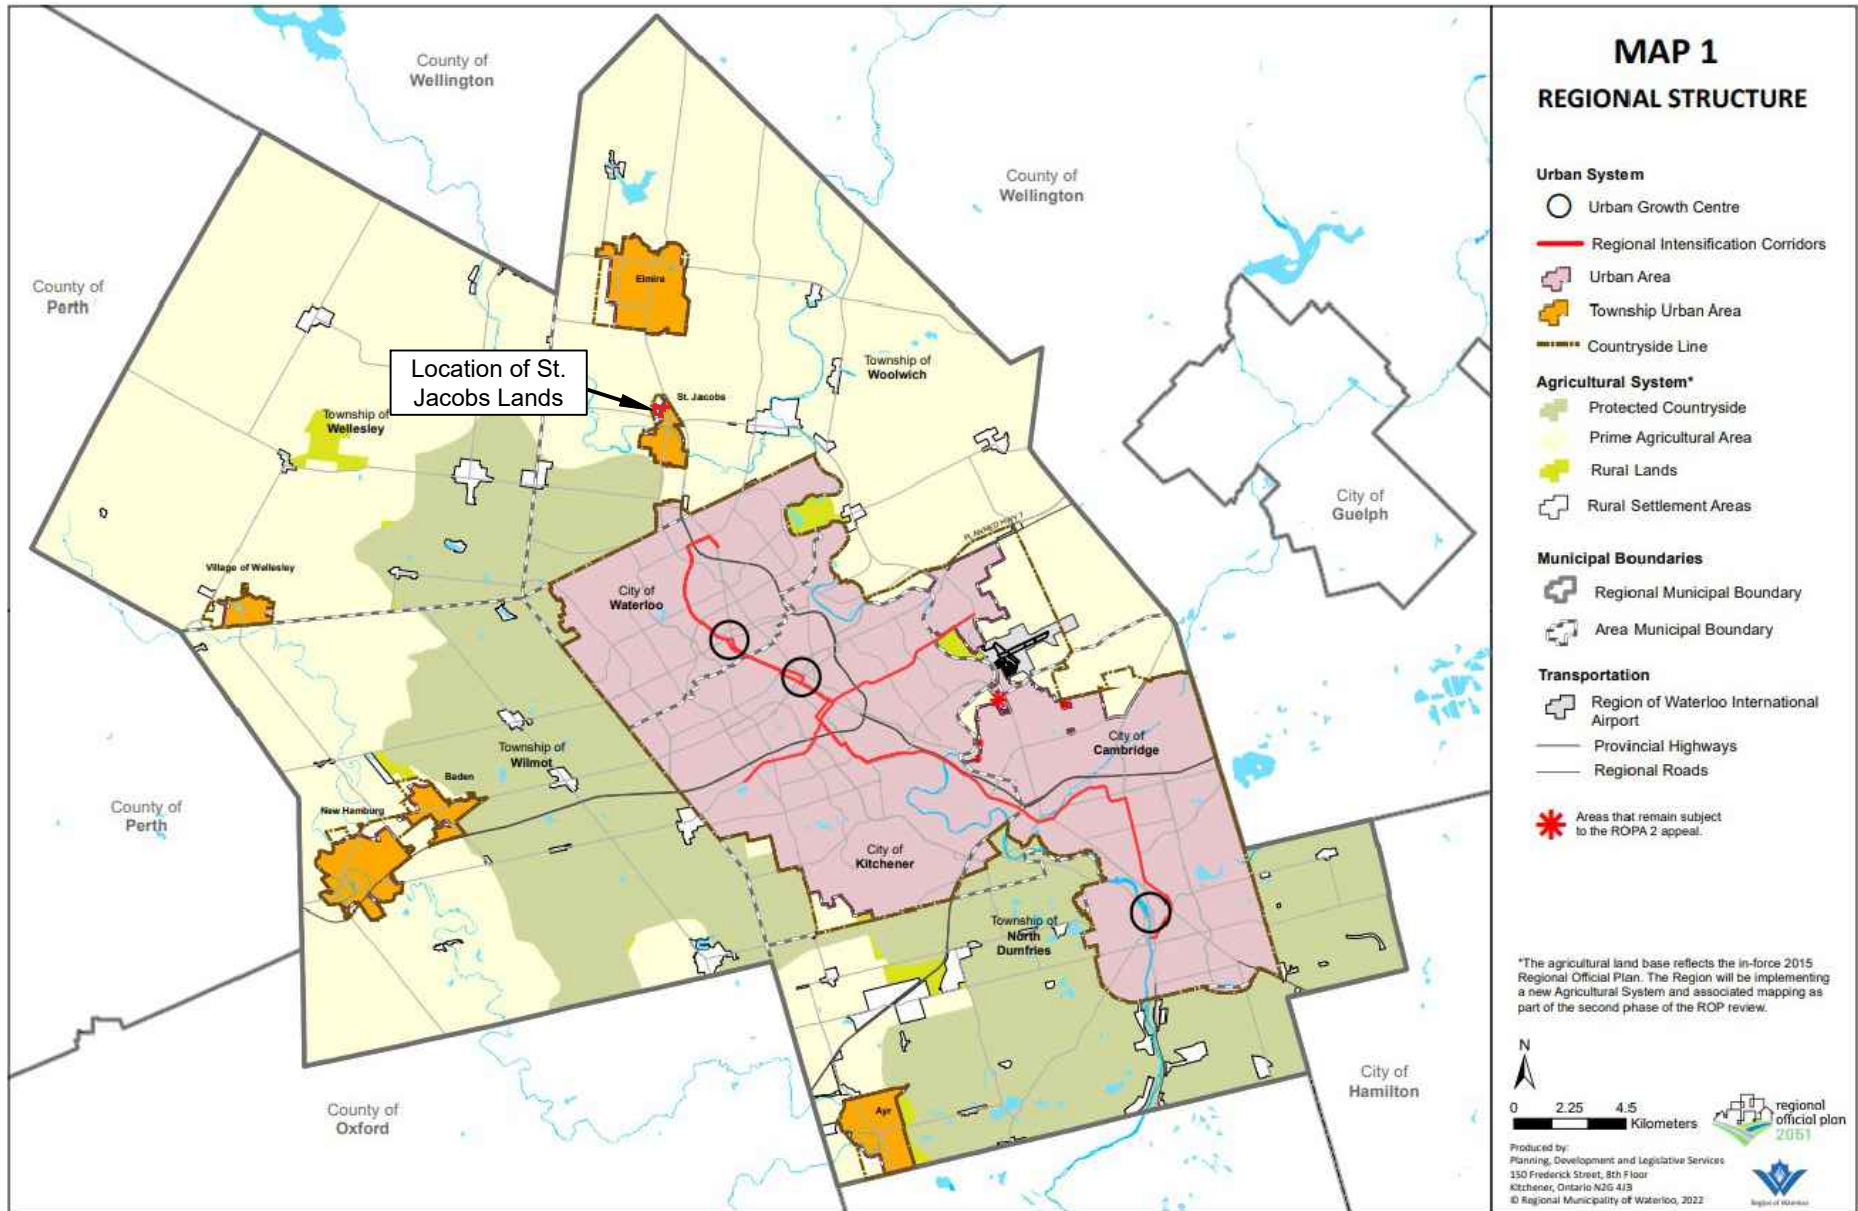 MAP 1
REGIONAL STRUCTURE
Urban System
Urban Growth Centre
Regional Intensification Corridors
Urban Area
Township Urban Area
Countryside Line
Agricultural System*
Protected Countryside
Prime Agricultural Area
Rural Lands
Rural Settlement Areas
Municipal Boundaries
Regional Municipal Boundary
Area Municipal Boundary
Transportation
Region of Waterloo International
Airport
Provincial Highways
Regional Roads
Areas that remain subject
to the ROPA 2 appeal.
*The agricultural land base reflects the in-force 2015
Regional Official Plan. The Region will be implementing
a new Agricultural System and associated mapping as
part of the second phase of the ROP review.
N
0 2.25 4.5
Kilometers
regional
official plan
2051
Produced by:
Planning, Development and Legislative Services
150 Frederick Street, 8th Floor
Kitchener, Ontario N2G 4J3
© Regional Municipality of Waterloo, 2022
Region of Waterloo
County of
Wellington
County of
Wellington
County of
Perth
Elmira
Location of St.
Jacobs Lands
St. Jacobs
Township of
Woolwich
Township of
Wellesley
City of
Guelph
PLANNED HWY 7
Village of Wellesley
City of
Waterloo
Township of
Wilmot
City of
Cambridge
Baden
New Hamburg
County of
Perth
City of
Kitchener
Township of
North
Dumfries
Ayr
County of
Oxford
City of
Hamilton